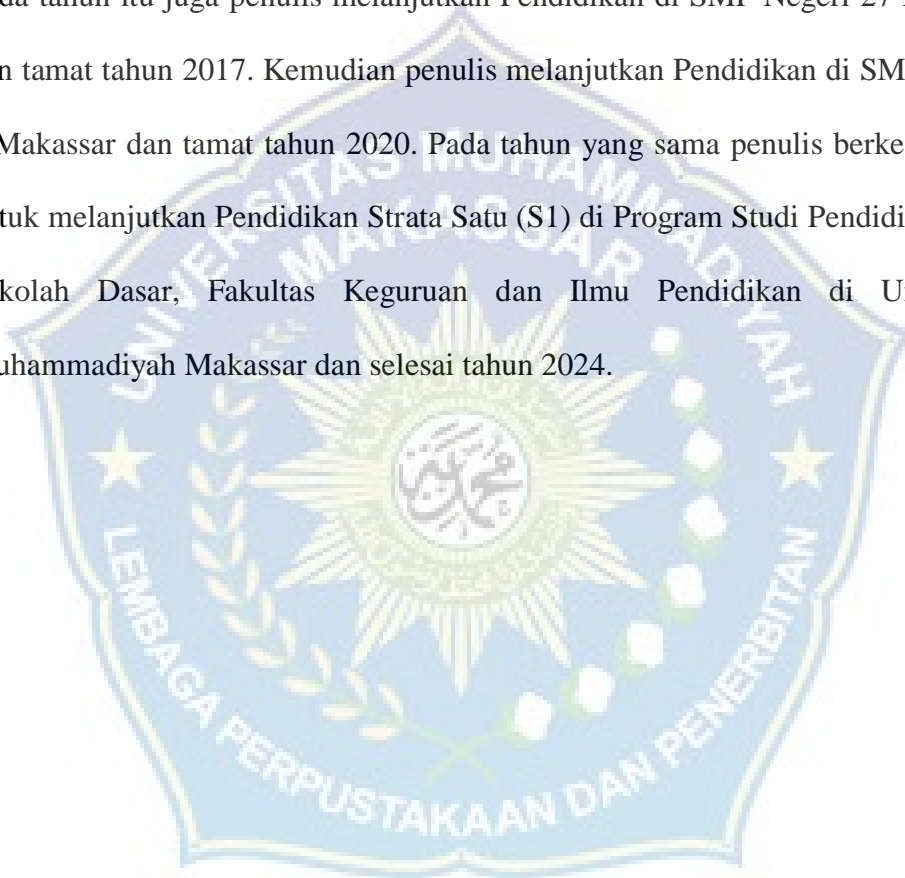 da tahun itu juga penulis melanjutkan Pendidikan di SMP Negeri 27
n tamat tahun 2017. Kemudian penulis melanjutkan Pendidikan di SM
Makassar dan tamat tahun 2020. Pada tahun yang sama penulis berke
tuk melanjutkan Pendidikan Strata Satu (S1) di Program Studi Pendidi
kolah Dasar, Fakultas Keguruan dan Ilmu Pendidikan di U
uhammadiyah Makassar dan selesai tahun 2024.
UNIVERSITAS MUHAMMADIYAH
MAKASSAR
محمدية
LEMBAGA PERPUSTAKAAN DAN PENERBITAN